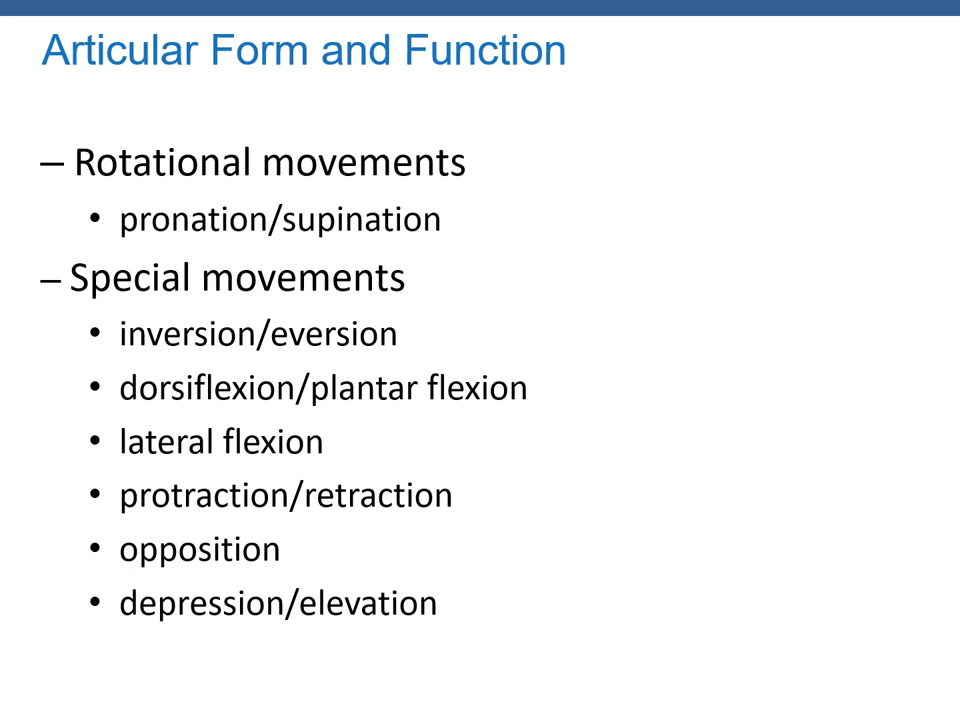 Articular Form and Function
– Rotational movements
• pronation/supination
– Special movements
• inversion/eversion
• dorsiflexion/plantar flexion
• lateral flexion
• protraction/retraction
• opposition
• depression/elevation